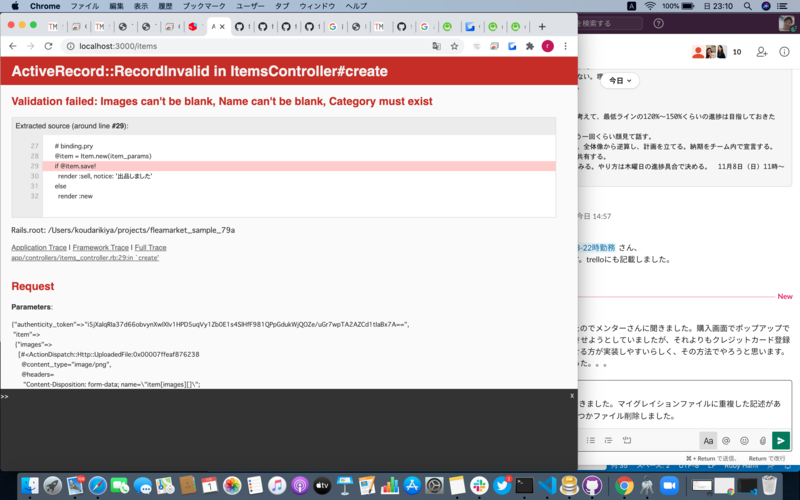 Chrome ファイル 編集 表示 履歴 ブックマーク ユーザー タブ ウィンドウ ヘルプ
100% 日 23:10
localhost:3000/items
ActiveRecord::RecordInvalid in ItemsController#create
Validation failed: Images can't be blank, Name can't be blank, Category must exist
Extracted source (around line #29):
27 # binding.pry
28 @item = Item.new(item_params)
29 if @item.save!
30 render :sell, notice: '出品しました'
31 else
32 render :new
Rails.root: /Users/koudarikiya/projects/fleamarket_sample_79a
Application Trace | Framework Trace | Full Trace
app/controllers/items_controller.rb:29:in `create'
Request
Parameters:
"item"=>
{"images"=>
[#<ActionDispatch::Http::UploadedFile:0x00007ffeaf876238
@content_type="image/png",
@headers=
"Content-Disposition: form-data; name=\"item[images][]\";
>>
x
を検索する
10
今日
考えて、最低ラインの120%〜150%くらいの進捗は目指しておきた
う一回くらい顔見て話す。
、全体像から逆算し、計画を立てる。納期をチーム内で宣言する。
共有する。
みる。やり方は木曜日の進捗具合で決める。 11月8日（日）11時〜
今日 14:57
-22時勤務 さん、
。trelloにも記載しました。
New
たのでメンターさんに聞きました。購入画面でポップアップで
させようとしていましたが、それよりもクレジットカード登録
する方が実装しやすいらしく、その方法でやろうと思います。
った。。。
きました。マイグレイションファイルに重複した記述があ
つかファイル削除しました。
Aa
⌘ + Return で送信、 Return で改行